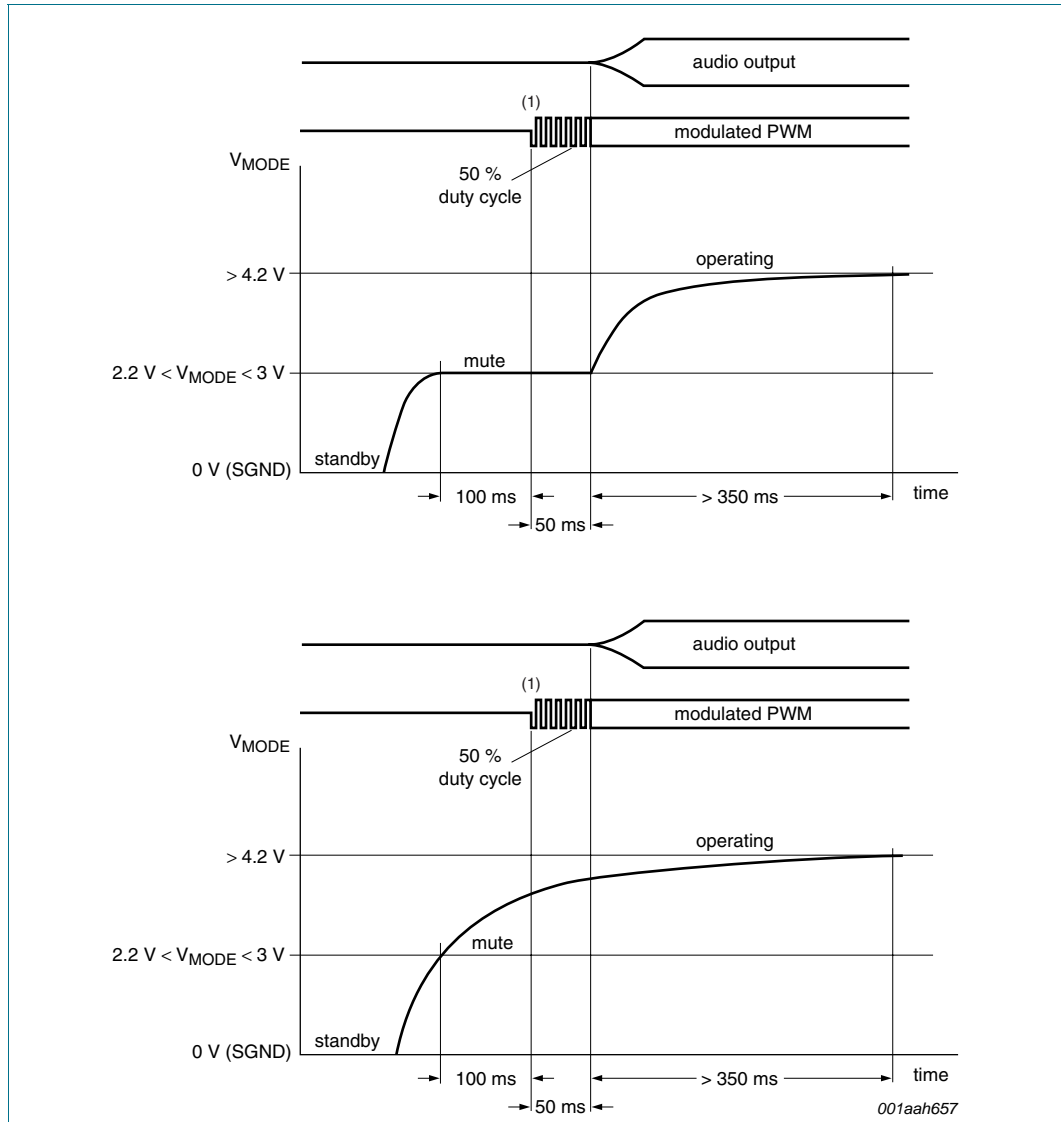 audio output
(1)
modulated PWM
VMODE
50 %
duty cycle
> 4.2 V
operating
2.2 V < VMODE < 3 V
mute
0 V (SGND)
standby
100 ms
> 350 ms
time
50 ms
audio output
(1)
modulated PWM
VMODE
50 %
duty cycle
> 4.2 V
operating
2.2 V < VMODE < 3 V
mute
0 V (SGND)
standby
100 ms
> 350 ms
time
50 ms
001aah657